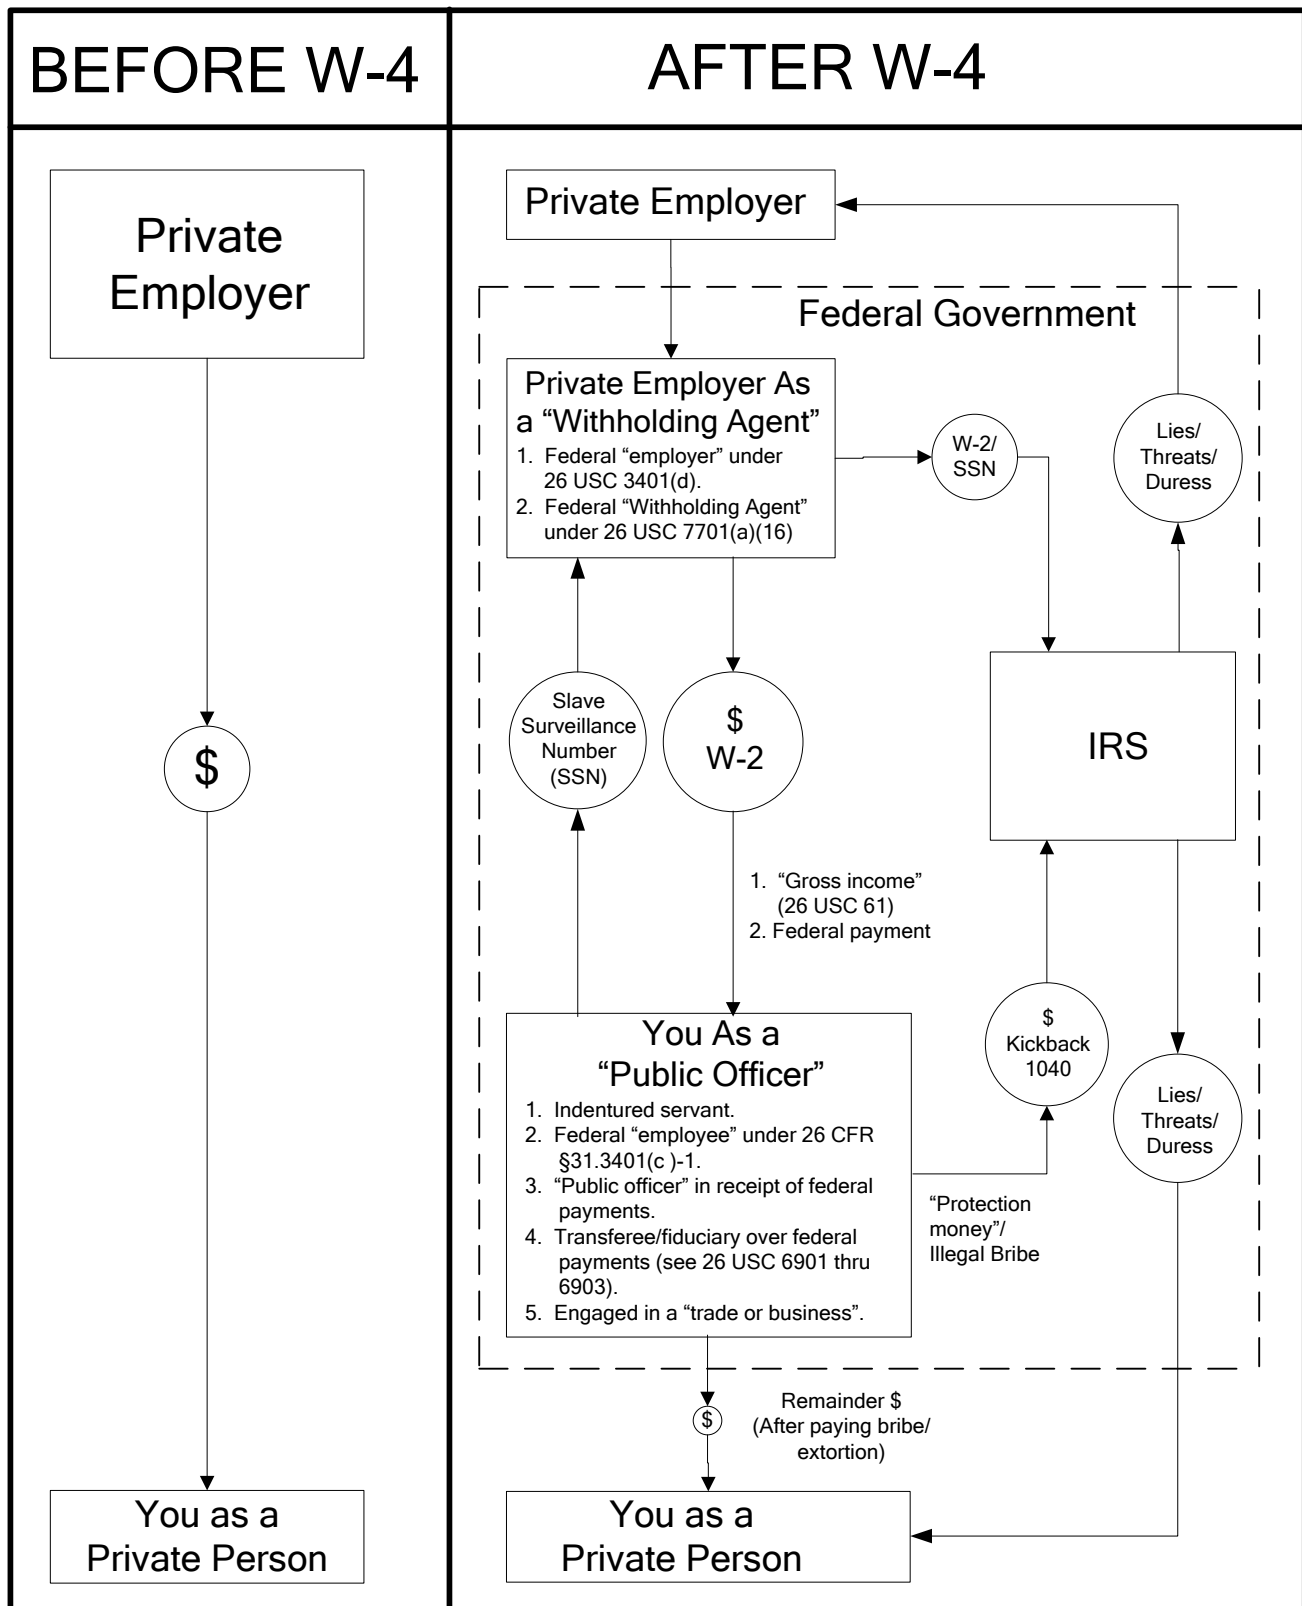 BEFORE W-4
AFTER W-4
Private
Employer
$
You as a
Private Person
Private Employer
Federal Government
Private Employer As
a “Withholding Agent”
1. Federal “employer” under
26 USC 3401(d).
2. Federal “Withholding Agent”
under 26 USC 7701(a)(16)
W-2/
SSN
Lies/
Threats/
Duress
Slave
Surveillance
Number
(SSN)
$
W-2
IRS
1. “Gross income”
(26 USC 61)
2. Federal payment
You As a
“Public Officer”
1. Indentured servant.
2. Federal “employee” under 26 CFR
§31.3401(c )-1.
3. “Public officer” in receipt of federal
payments.
4. Transferee/fiduciary over federal
payments (see 26 USC 6901 thru
6903).
5. Engaged in a “trade or business”.
$
Kickback
1040
Lies/
Threats/
Duress
“Protection
money”/
Illegal Bribe
$
Remainder $
(After paying bribe/
extortion)
You as a
Private Person